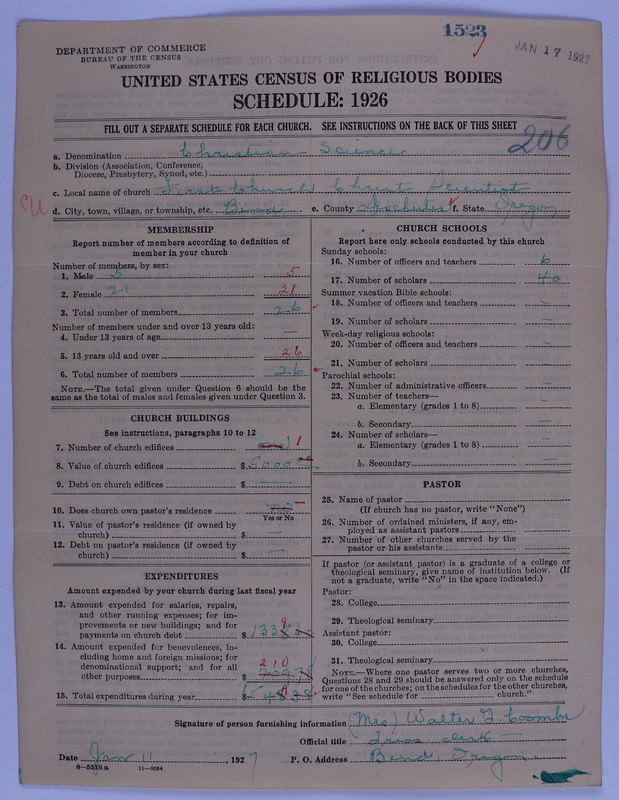 1523
JAN 17 1927
DEPARTMENT OF COMMERCE
BUREAU OF THE CENSUS
WASHINGTON
UNITED STATES CENSUS OF RELIGIOUS BODIES
SCHEDULE: 1926
FILL OUT A SEPARATE SCHEDULE FOR EACH CHURCH. SEE INSTRUCTIONS ON THE BACK OF THIS SHEET
206
a. Denomination Christian Science
b. Division (Association, Conference,
Diocese, Presbytery, Synod, etc.)
c. Local name of church First Church Christ Scientist
d. City, town, village, or township, etc. Bend e. County Deschutes f. State Oregon
MEMBERSHIP
Report number of members according to definition of
member in your church
Number of members, by sex:
1. Male 5 5
2. Female 21 21
3. Total number of members 26
Number of members under and over 13 years old:
4. Under 13 years of age —
5. 13 years old and over 26
6. Total number of members 26
NOTE.—The total given under Question 6 should be the
same as the total of males and females given under Question 3.
CHURCH BUILDINGS
See instructions, paragraphs 10 to 12
7. Number of church edifices 1
8. Value of church edifices $5000
9. Debt on church edifices $ —
10. Does church own pastor's residence —
Yes or No
11. Value of pastor's residence (if owned by
church) $ —
12. Debt on pastor's residence (if owned by
church) $ —
EXPENDITURES
Amount expended by your church during last fiscal year
13. Amount expended for salaries, repairs,
and other running expenses; for im-
provements or new buildings; and for
payments on church debt $133
14. Amount expended for benevolences, in-
cluding home and foreign missions; for
denominational support; and for all
other purposes $ 210
15. Total expenditures during year $
CHURCH SCHOOLS
Report here only schools conducted by this church
Sunday schools:
16. Number of officers and teachers 6
17. Number of scholars 40
Summer vacation Bible schools:
18. Number of officers and teachers —
19. Number of scholars —
Week-day religious schools:
20. Number of officers and teachers —
21. Number of scholars —
Parochial schools:
22. Number of administrative officers —
23. Number of teachers—
a. Elementary (grades 1 to 8) —
b. Secondary —
24. Number of scholars—
a. Elementary (grades 1 to 8) —
b. Secondary —
PASTOR
25. Name of pastor
(If church has no pastor, write "None")
26. Number of ordained ministers, if any, em-
ployed as assistant pastors
27. Number of other churches served by the
pastor or his assistants
If pastor (or assistant pastor) is a graduate of a college or
theological seminary, give name of institution below. (If
not a graduate, write "No" in the space indicated.)
Pastor:
28. College
29. Theological seminary
Assistant pastor:
30. College
31. Theological seminary
NOTE.—Where one pastor serves two or more churches,
Questions 28 and 29 should be answered only on the schedule
for one of the churches; on the schedules for the other churches,
write "See schedule for church."
Signature of person furnishing information (Mrs) Walter G. Coombs
Official title clerk
Date Jan 11, 1927 P. O. Address Bend Oregon
8—5518 a 11—9054